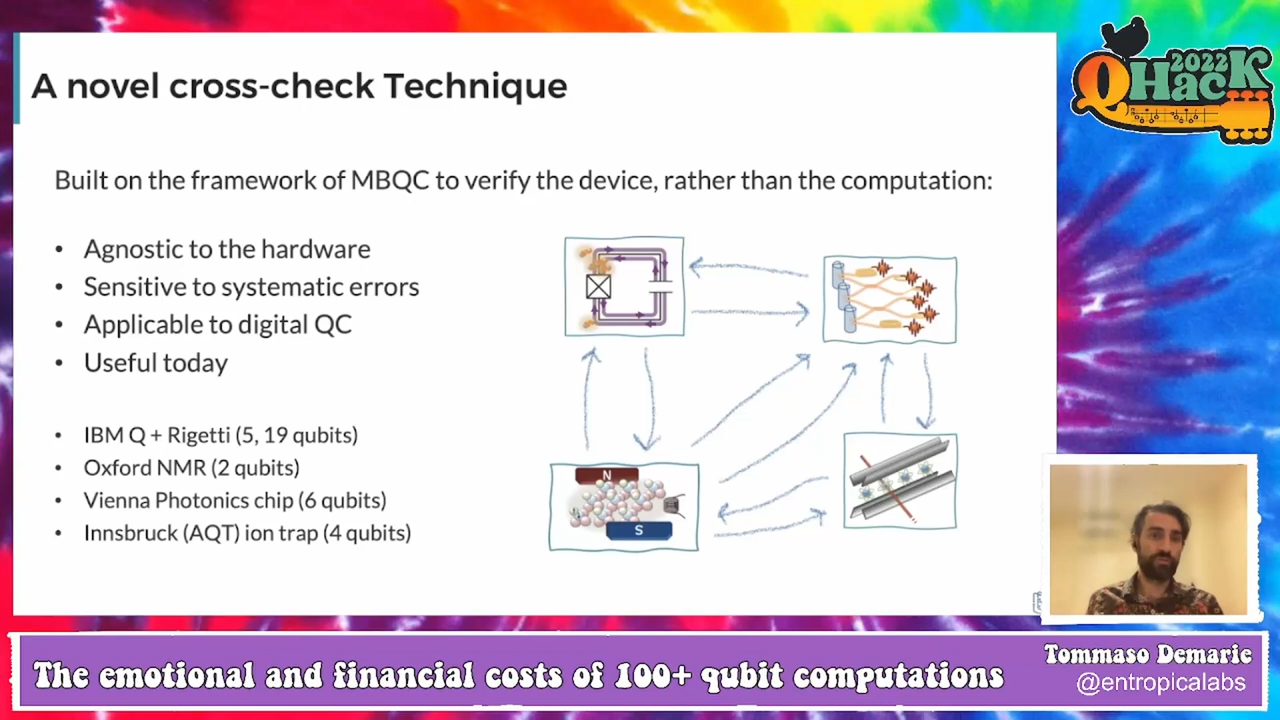 A novel cross-check Technique
2022
QHacK
Built on the framework of MBQC to verify the device, rather than the computation:
• Agnostic to the hardware
• Sensitive to systematic errors
• Applicable to digital QC
• Useful today
• IBM Q + Rigetti (5, 19 qubits)
• Oxford NMR (2 qubits)
• Vienna Photonics chip (6 qubits)
• Innsbruck (AQT) ion trap (4 qubits)
N
S
The emotional and financial costs of 100+ qubit computations
Tommaso Demarie
@entropicalabs